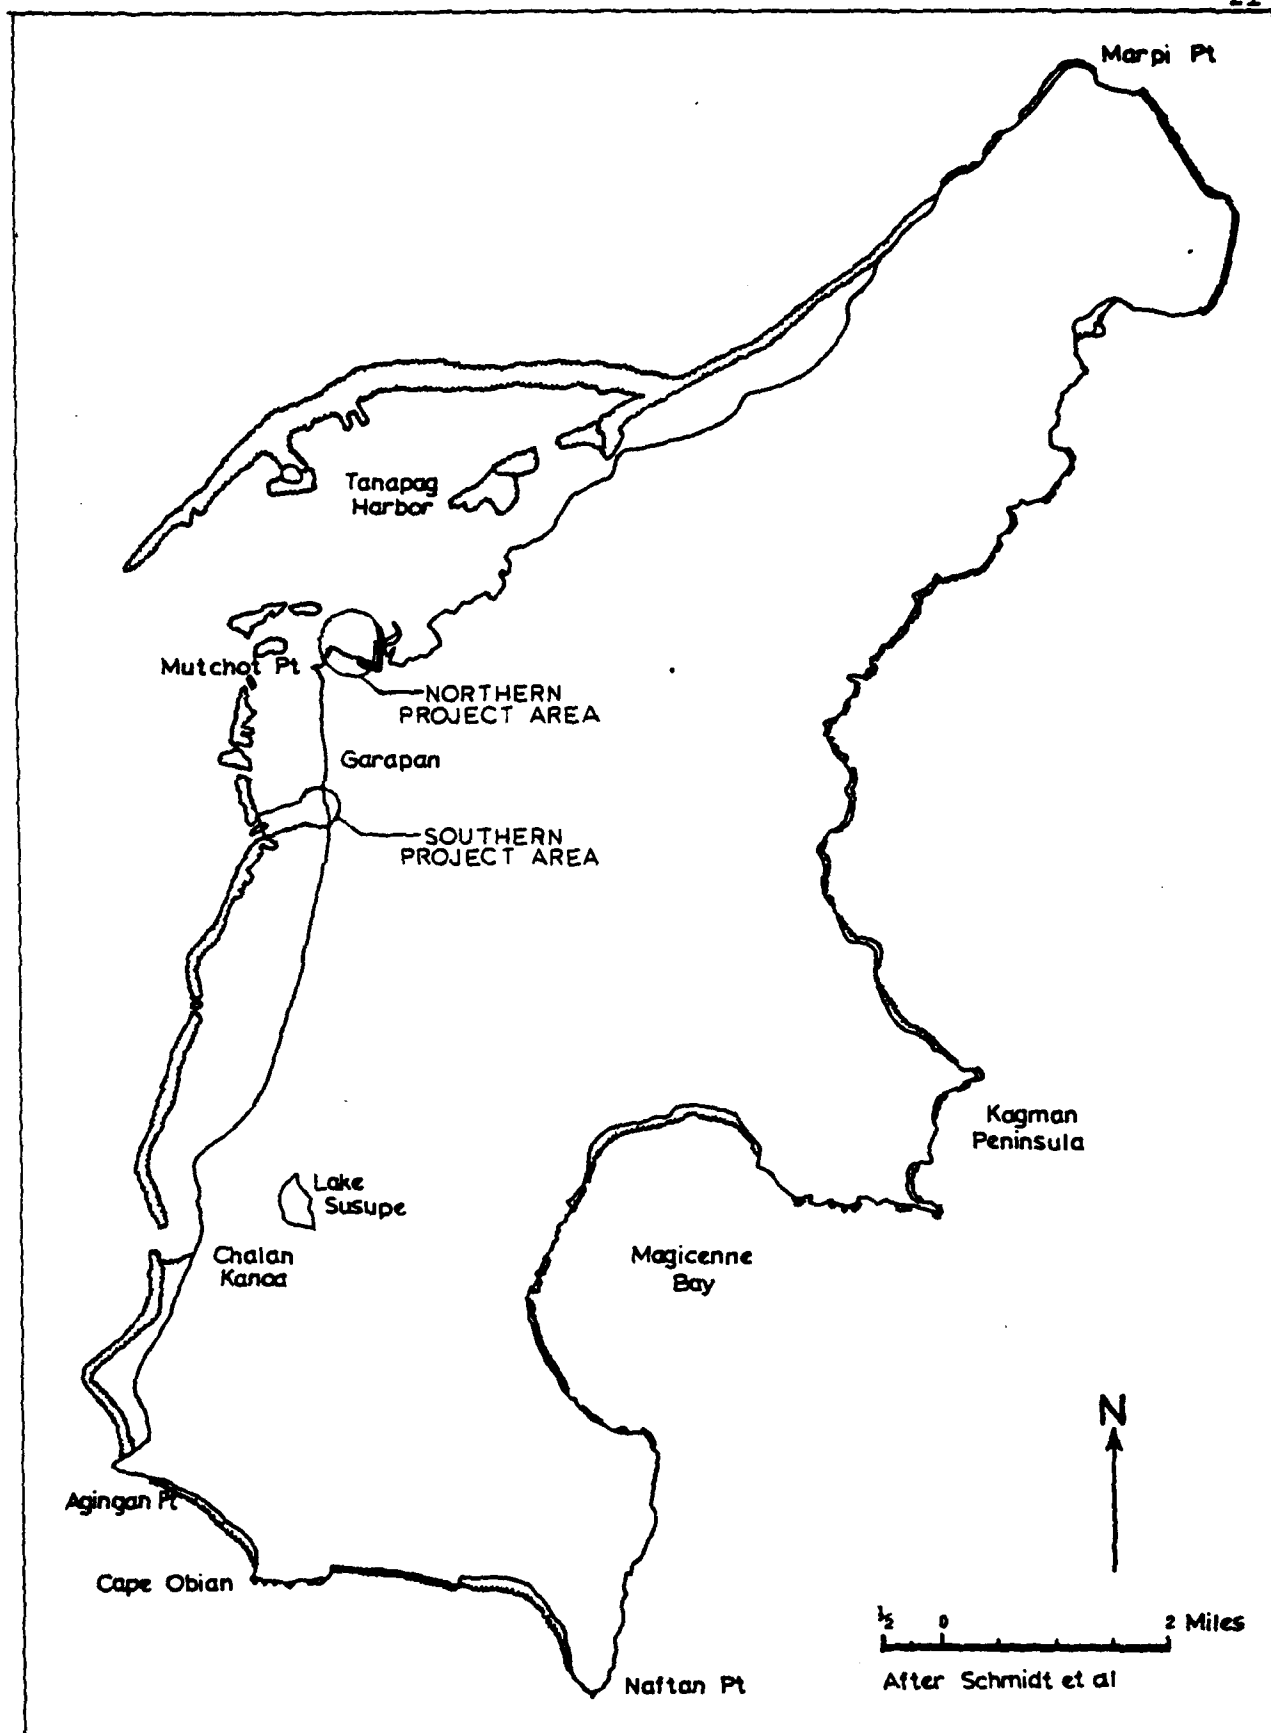 Marpi Pt
Tanapag
Harbor
Mutchot Pt
NORTHERN
PROJECT AREA
Garapan
SOUTHERN
PROJECT AREA
Kagman
Peninsula
Lake
Susupe
Chalan
Kanoa
Magicenne
Bay
N
Agingan Pt
Cape Obian
½ 0 2 Miles
Naftan Pt
After Schmidt et al